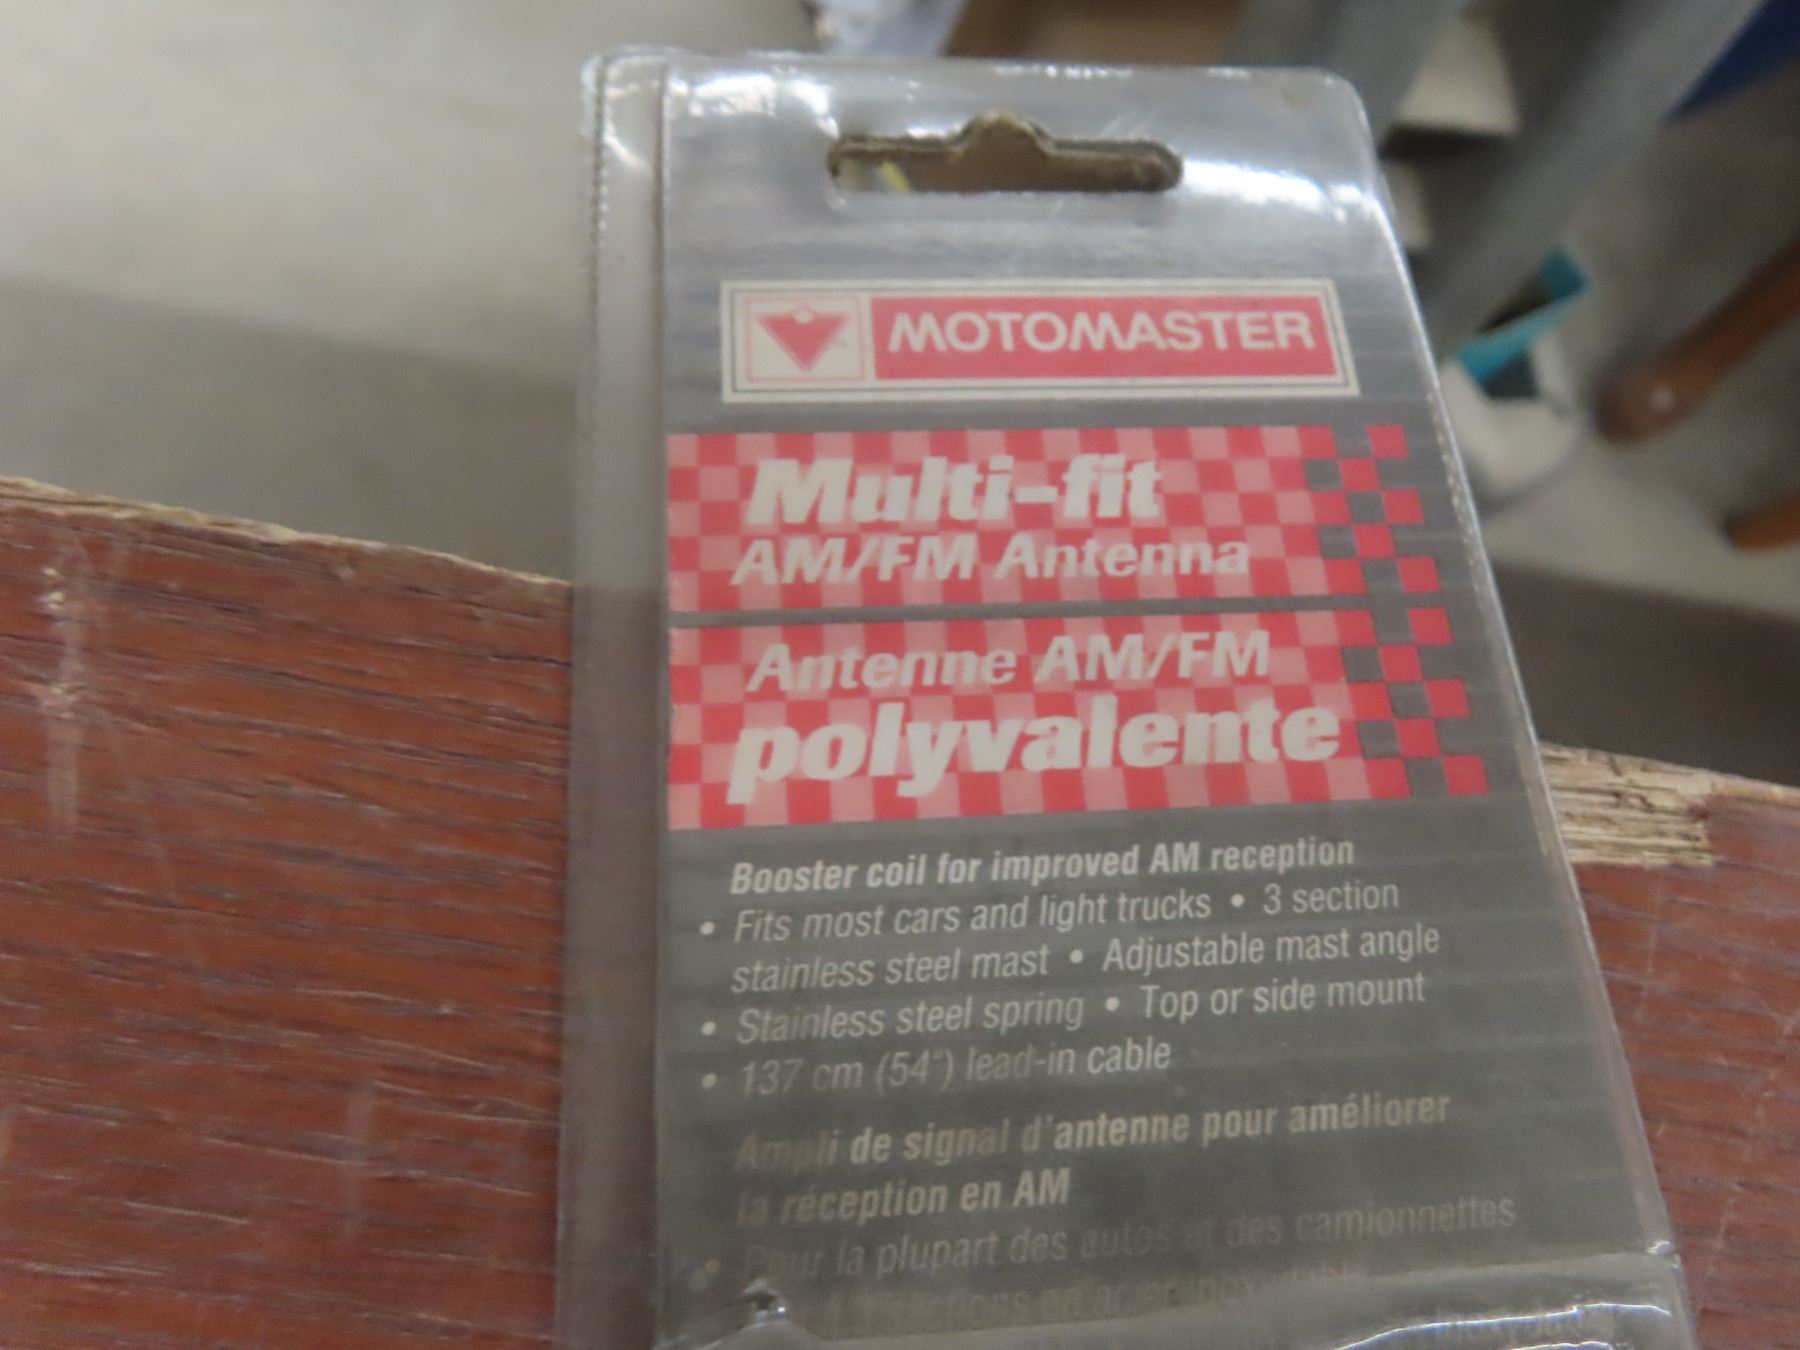 MOTOMASTER
Multi-fit
AM/FM Antenna
Antenne AM/FM
polyvalente
Booster coil for improved AM reception
• Fits most cars and light trucks • 3 section
stainless steel mast • Adjustable mast angle
• Stainless steel spring • Top or side mount
• 137 cm (54") lead-in cable
Ampli de signal d'antenne pour améliorer
la réception en AM
• Pour la plupart des autos et des camionnettes
sections en acier